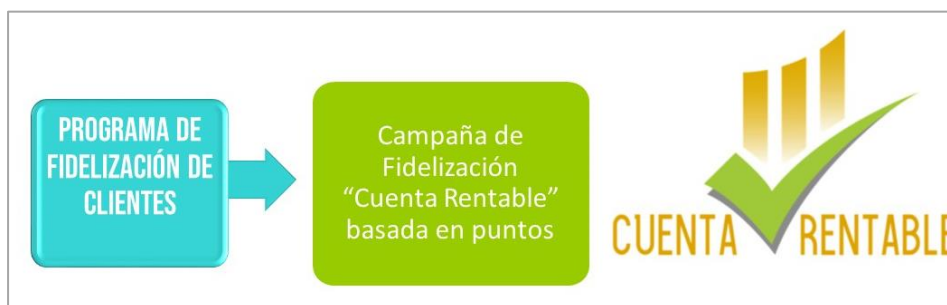 PROGRAMA DE
FIDELIZACIÓN DE
CLIENTES
Campaña de
Fidelización
“Cuenta Rentable”
basada en puntos
CUENTA RENTABLE